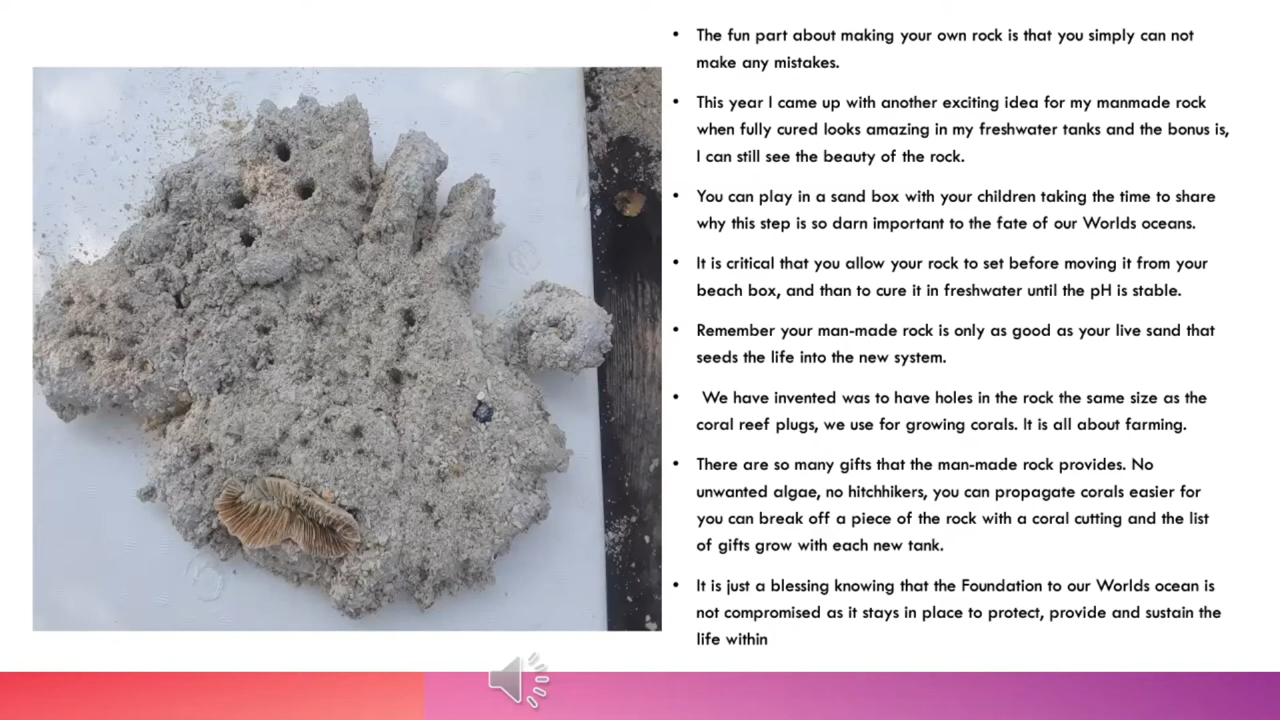 • The fun part about making your own rock is that you simply can not
make any mistakes.
• This year I came up with another exciting idea for my manmade rock
when fully cured looks amazing in my freshwater tanks and the bonus is,
I can still see the beauty of the rock.
• You can play in a sand box with your children taking the time to share
why this step is so darn important to the fate of our Worlds oceans.
• It is critical that you allow your rock to set before moving it from your
beach box, and than to cure it in freshwater until the pH is stable.
• Remember your man-made rock is only as good as your live sand that
seeds the life into the new system.
• We have invented was to have holes in the rock the same size as the
coral reef plugs, we use for growing corals. It is all about farming.
• There are so many gifts that the man-made rock provides. No
unwanted algae, no hitchhikers, you can propagate corals easier for
you can break off a piece of the rock with a coral cutting and the list
of gifts grow with each new tank.
• It is just a blessing knowing that the Foundation to our Worlds ocean is
not compromised as it stays in place to protect, provide and sustain the
life within